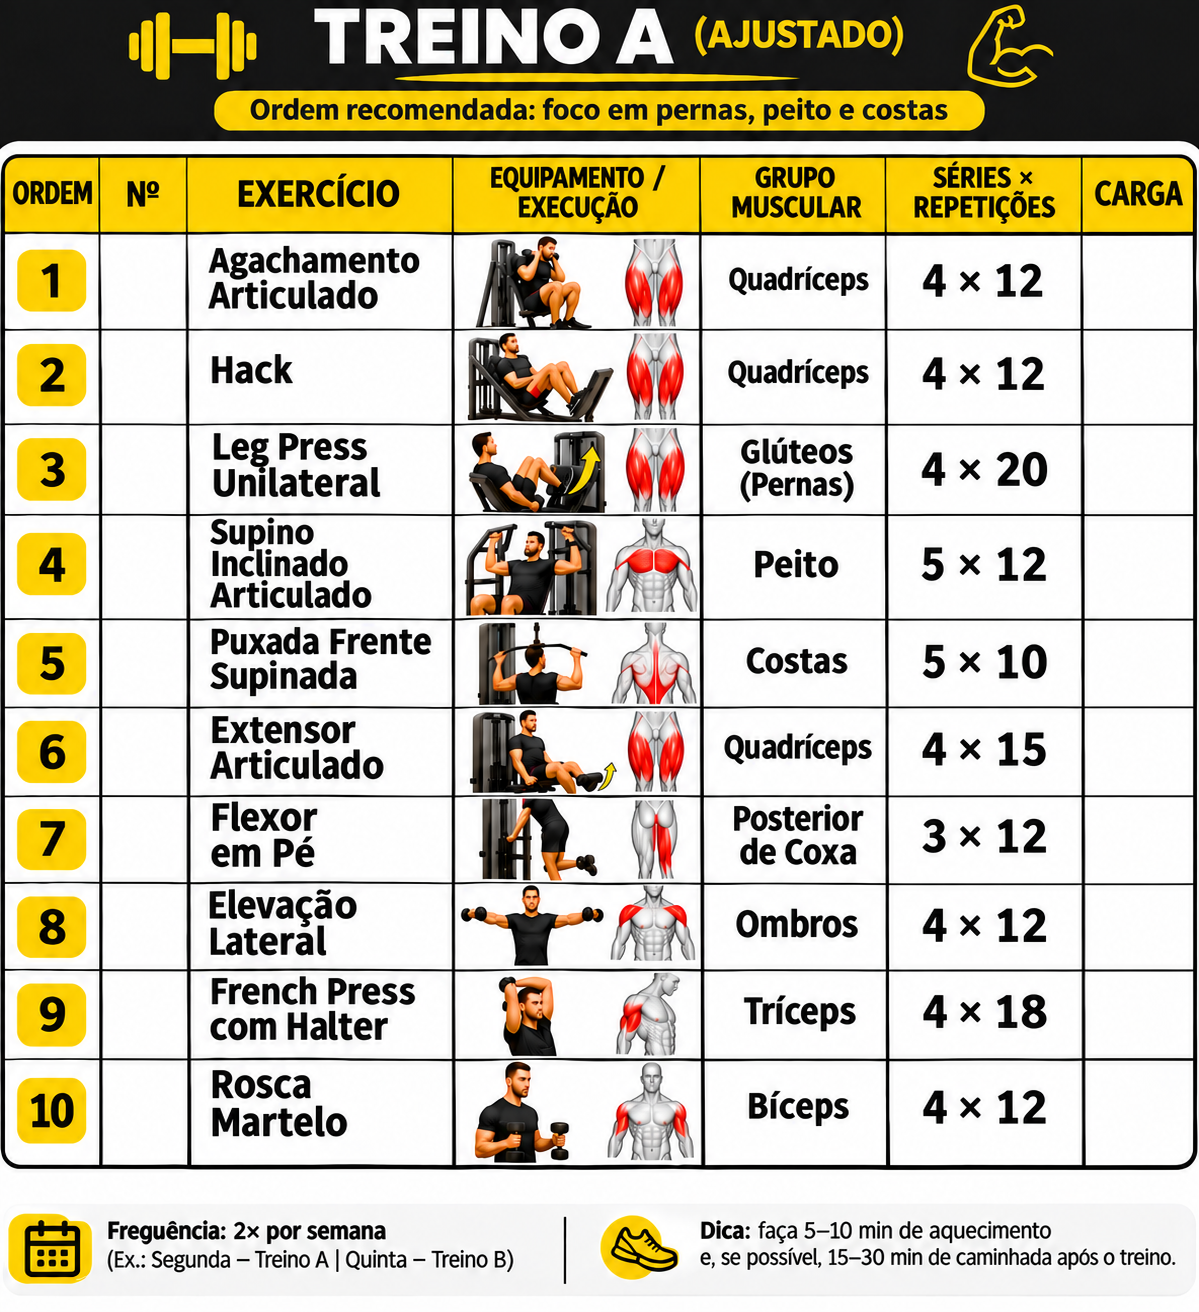 TREINO A (AJUSTADO)
Ordem recomendada: foco em pernas, peito e costas
ORDEM
Nº
EXERCÍCIO
EQUIPAMENTO /
EXECUÇÃO
GRUPO
MUSCULAR
SÉRIES ×
REPETIÇÕES
CARGA
1
Agachamento
Articulado
Quadríceps
4 × 12
2
Hack
Quadríceps
4 × 12
3
Leg Press
Unilateral
Glúteos
(Pernas)
4 × 20
4
Supino
Inclinado
Articulado
Peito
5 × 12
5
Puxada Frente
Supinada
Costas
5 × 10
6
Extensor
Articulado
Quadríceps
4 × 15
7
Flexor
em Pé
Posterior
de Coxa
3 × 12
8
Elevação
Lateral
Ombros
4 × 12
9
French Press
com Halter
Tríceps
4 × 18
10
Rosca
Martelo
Bíceps
4 × 12
Freguência: 2× por semana
(Ex.: Segunda – Treino A | Quinta – Treino B)
Dica: faça 5–10 min de aquecimento
e, se possível, 15–30 min de caminhada após o treino.